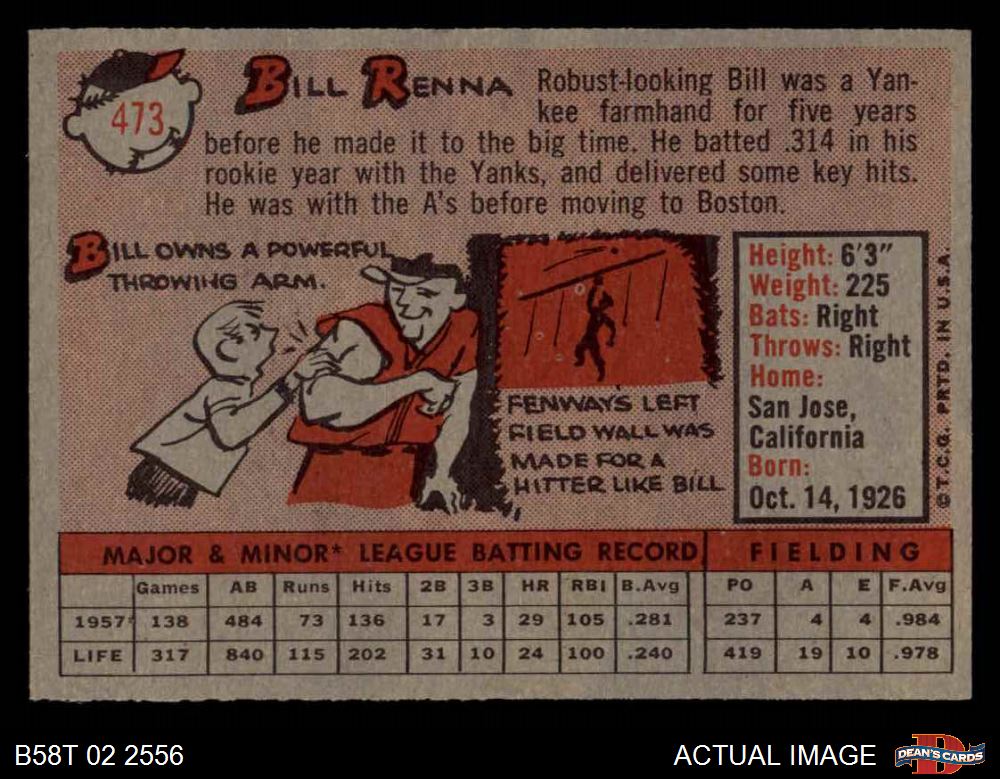 473
BILL RENNA
Robust-looking Bill was a Yan-
kee farmhand for five years
before he made it to the big time. He batted .314 in his
rookie year with the Yanks, and delivered some key hits.
He was with the A's before moving to Boston.
BILL OWNS A POWERFUL
THROWING ARM.
FENWAY'S LEFT
FIELD WALL WAS
MADE FOR A
HITTER LIKE BILL
Height: 6'3"
Weight: 225
Bats: Right
Throws: Right
Home:
San Jose,
California
Born:
Oct. 14, 1926
©T.C.G. PRTD. IN U.S.A.
MAJOR & MINOR* LEAGUE BATTING RECORD FIELDING
Games AB Runs Hits 2B 3B HR RBI B.Avg PO A E F.Avg
1957* 138 484 73 136 17 3 29 105 .281 237 4 4 .984
LIFE 317 840 115 202 31 10 24 100 .240 419 19 10 .978
B58T 02 2556
ACTUAL IMAGE
D
DEAN'S CARDS